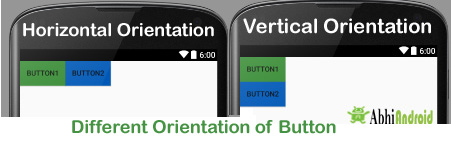 Horizontal Orientation
6:00
BUTTON1 BUTTON2
Vertical Orientation
6:00
BUTTON1
BUTTON2
AbhiAndroid
Different Orientation of Button